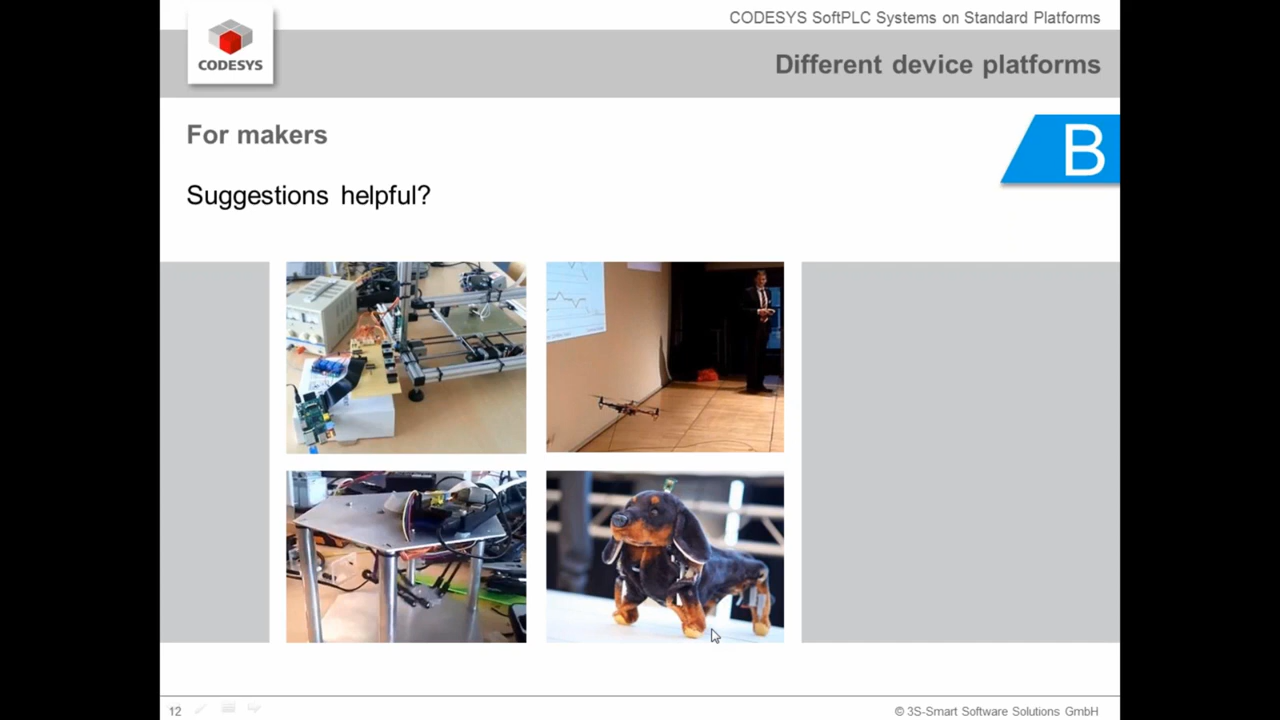 CODESYS SoftPLC Systems on Standard Platforms
CODESYS
Different device platforms
For makers
B
Suggestions helpful?
12
© 3S-Smart Software Solutions GmbH